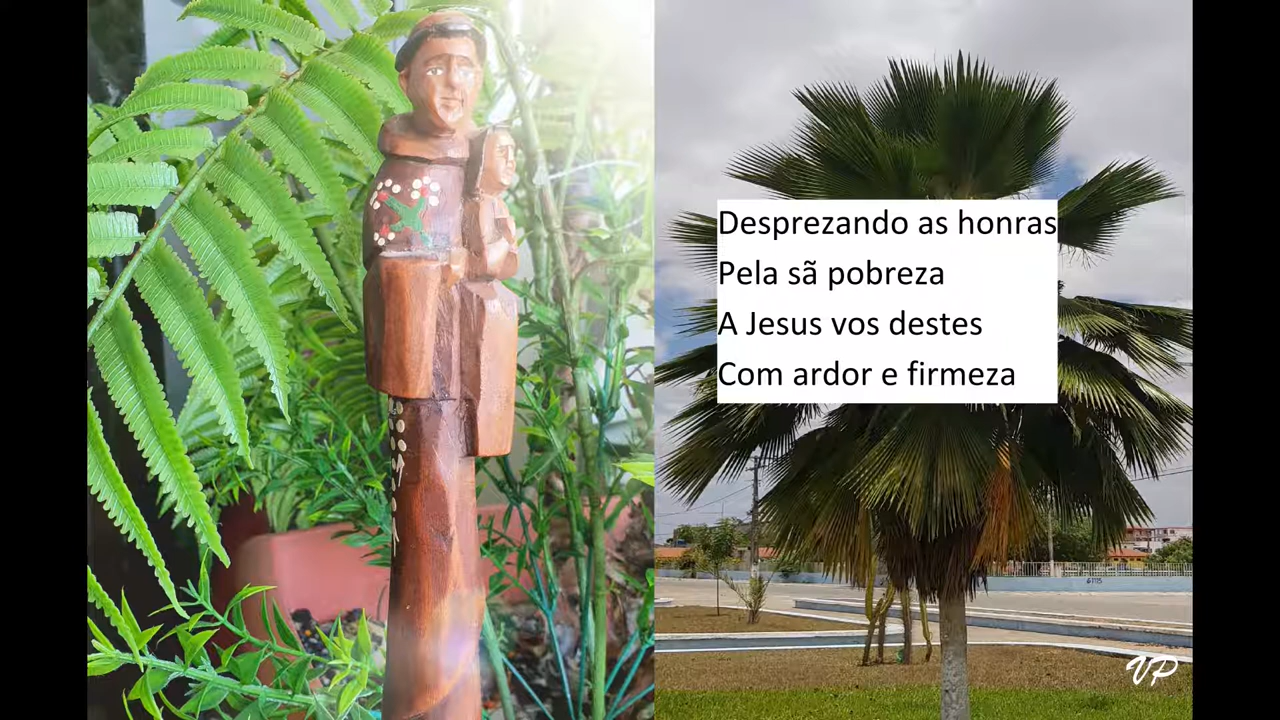 Desprezando as honras
Pela sã pobreza
A Jesus vos destes
Com ardor e firmeza
VP